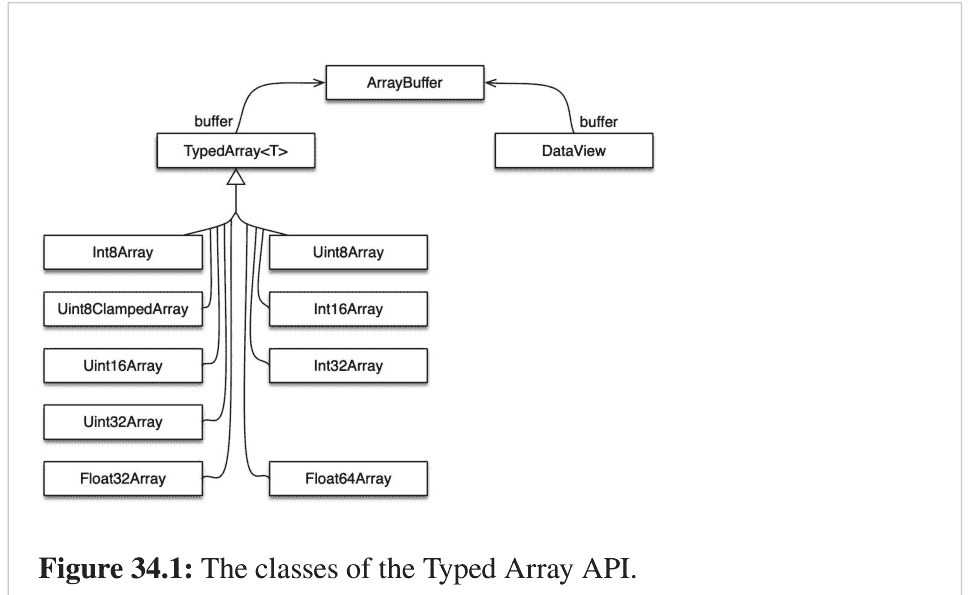 ArrayBuffer
buffer
buffer
TypedArray<T>
DataView
Int8Array
Uint8Array
Uint8ClampedArray
Int16Array
Uint16Array
Int32Array
Uint32Array
Float32Array
Float64Array
Figure 34.1: The classes of the Typed Array API.